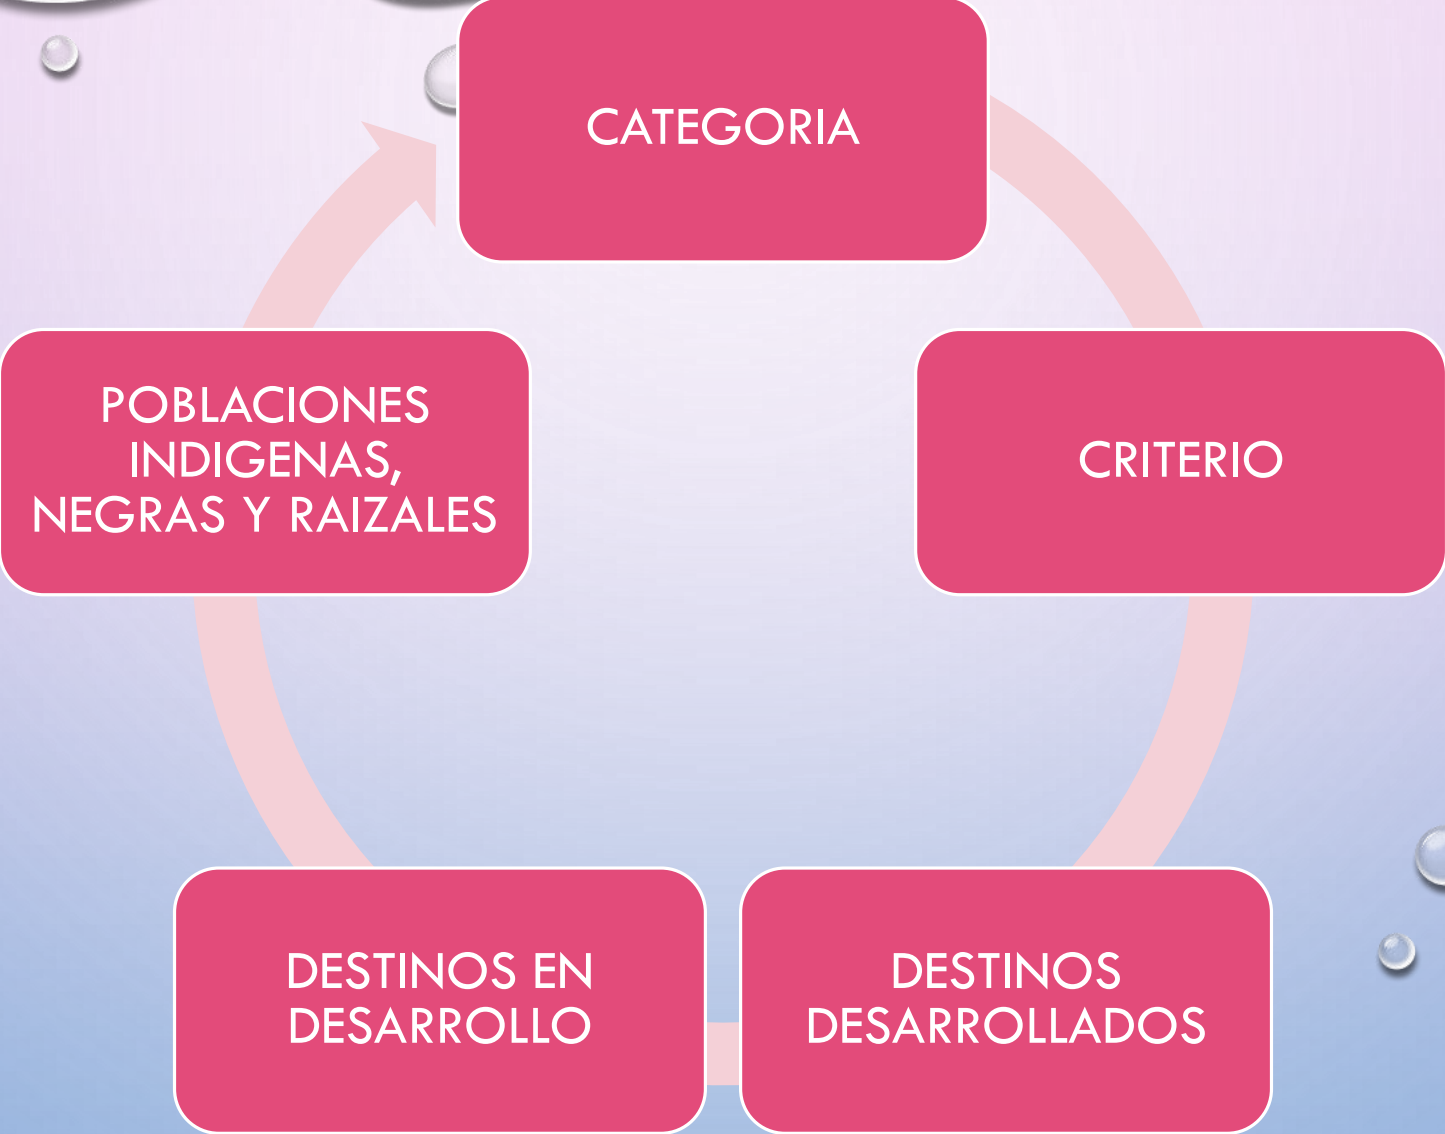 CATEGORIA
CRITERIO
DESTINOS
DESARROLLADOS
DESTINOS EN
DESARROLLO
POBLACIONES
INDIGENAS,
NEGRAS Y RAIZALES